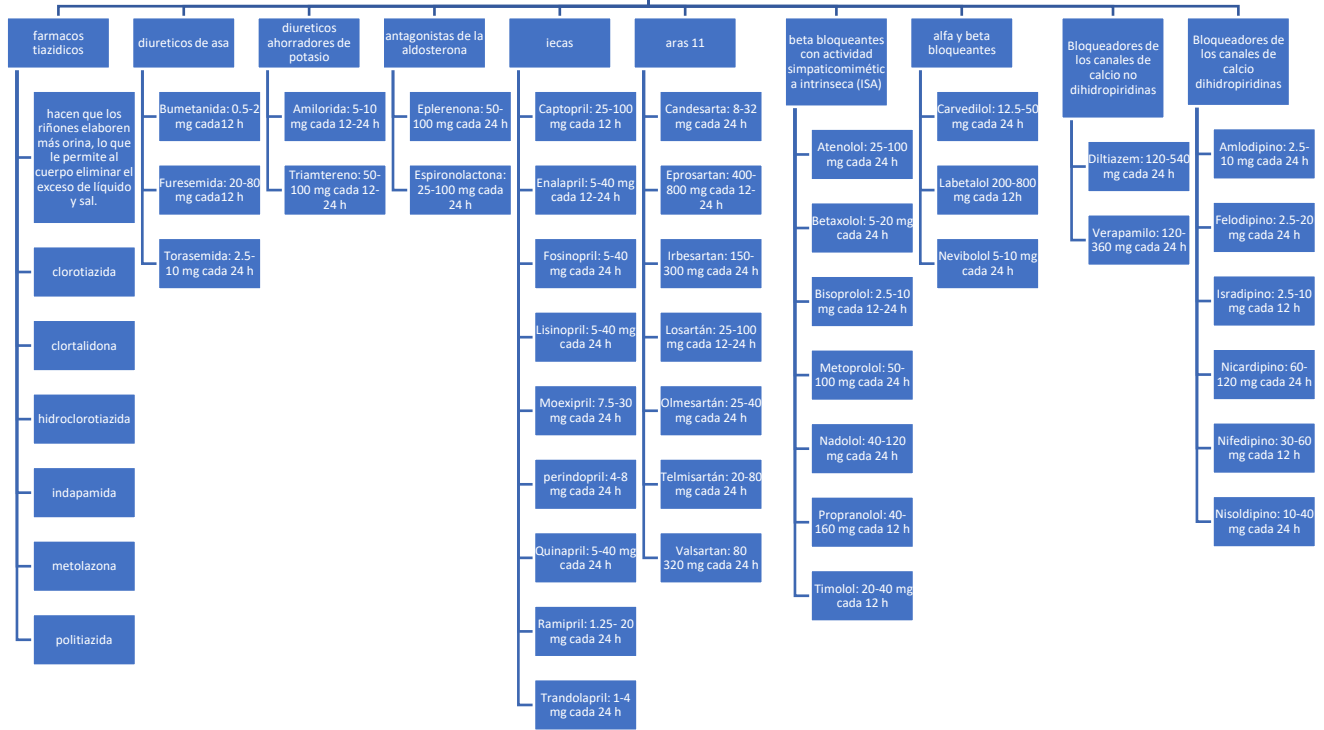 farmacos
tiazidicos
hacen que los
riñones elaboren
más orina, lo que
le permite al
cuerpo eliminar el
exceso de líquido
y sal.
clorotiazida
clortalidona
hidroclorotiazida
indapamida
metolazona
politiazida
diureticos de asa
Bumetanida: 0.5-2
mg cada12 h
Furesemida: 20-80
mg cada12 h
Torasemida: 2.5-
10 mg cada 24 h
diureticos
ahorradores de
potasio
Amilorida: 5-10
mg cada 12-24 h
Triamtereno: 50-
100 mg cada 12-
24 h
antagonistas de la
aldosterona
Eplerenona: 50-
100 mg cada 24 h
Espironolactona:
25-100 mg cada
24 h
iecas
Captopril: 25-100
mg cada 12 h
Enalapril: 5-40 mg
cada 12-24 h
Fosinopril: 5-40
mg cada 24 h
Lisinopril: 5-40 mg
cada 24 h
Moexipril: 7.5-30
mg cada 24 h
perindopril: 4-8
mg cada 24 h
Quinapril: 5-40 mg
cada 24 h
Ramipril: 1.25- 20
mg cada 24 h
Trandolapril: 1-4
mg cada 24 h
aras 11
Candesarta: 8-32
mg cada 24 h
Eprosartan: 400-
800 mg cada 12-
24 h
Irbesartan: 150-
300 mg cada 24 h
Losartán: 25-100
mg cada 12-24 h
Olmesartán: 25-40
mg cada 24 h
Telmisartán: 20-80
mg cada 24 h
Valsartan: 80
320 mg cada 24 h
beta bloqueantes
con actividad
simpaticomimétic
a intrinseca (ISA)
Atenolol: 25-100
mg cada 24 h
Betaxolol: 5-20 mg
cada 24 h
Bisoprolol: 2.5-10
mg cada 12-24 h
Metoprolol: 50-
100 mg cada 24 h
Nadolol: 40-120
mg cada 24 h
Propranolol: 40-
160 mg cada 12 h
Timolol: 20-40 mg
cada 12 h
alfa y beta
bloqueantes
Carvedilol: 12.5-50
mg cada 24 h
Labetalol 200-800
mg cada 12h
Nevibolol 5-10 mg
cada 24 h
Bloqueadores de
los canales de
calcio no
dihidropiridinas
Diltiazem: 120-540
mg cada 24 h
Verapamilo: 120-
360 mg cada 24 h
Bloqueadores de
los canales de
calcio
dihidropiridinas
Amlodipino: 2.5-
10 mg cada 24 h
Felodipino: 2.5-20
mg cada 24 h
Isradipino: 2.5-10
mg cada 12 h
Nicardipino: 60-
120 mg cada 24 h
Nifedipino: 30-60
mg cada 12 h
Nisoldipino: 10-40
mg cada 24 h